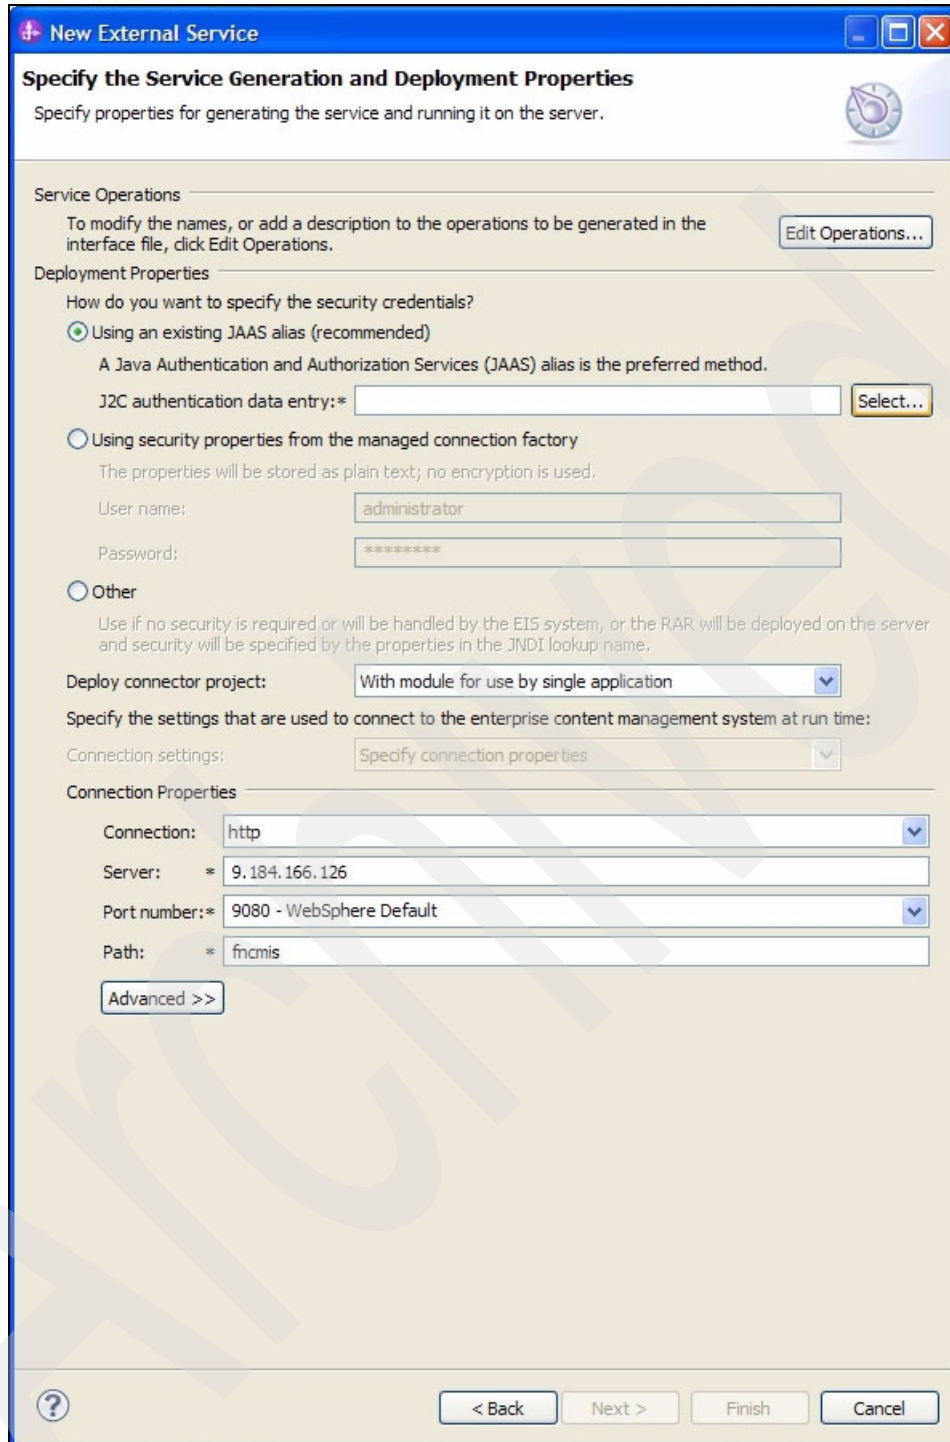 New External Service
Specify the Service Generation and Deployment Properties
Specify properties for generating the service and running it on the server.
Service Operations
To modify the names, or add a description to the operations to be generated in the
interface file, click Edit Operations.
Edit Operations...
Deployment Properties
How do you want to specify the security credentials?
Using an existing JAAS alias (recommended)
A Java Authentication and Authorization Services (JAAS) alias is the preferred method.
J2C authentication data entry:*
Select...
Using security properties from the managed connection factory
The properties will be stored as plain text; no encryption is used.
User name: administrator
Password: ********
Other
Use if no security is required or will be handled by the EIS system, or the RAR will be deployed on the server
and security will be specified by the properties in the JNDI lookup name.
Deploy connector project: With module for use by single application
Specify the settings that are used to connect to the enterprise content management system at run time:
Connection settings: Specify connection properties
Connection Properties
Connection: http
Server: * 9.184.166.126
Port number:* 9080 - WebSphere Default
Path: * fncmis
Advanced >>
? < Back Next > Finish Cancel
Archived